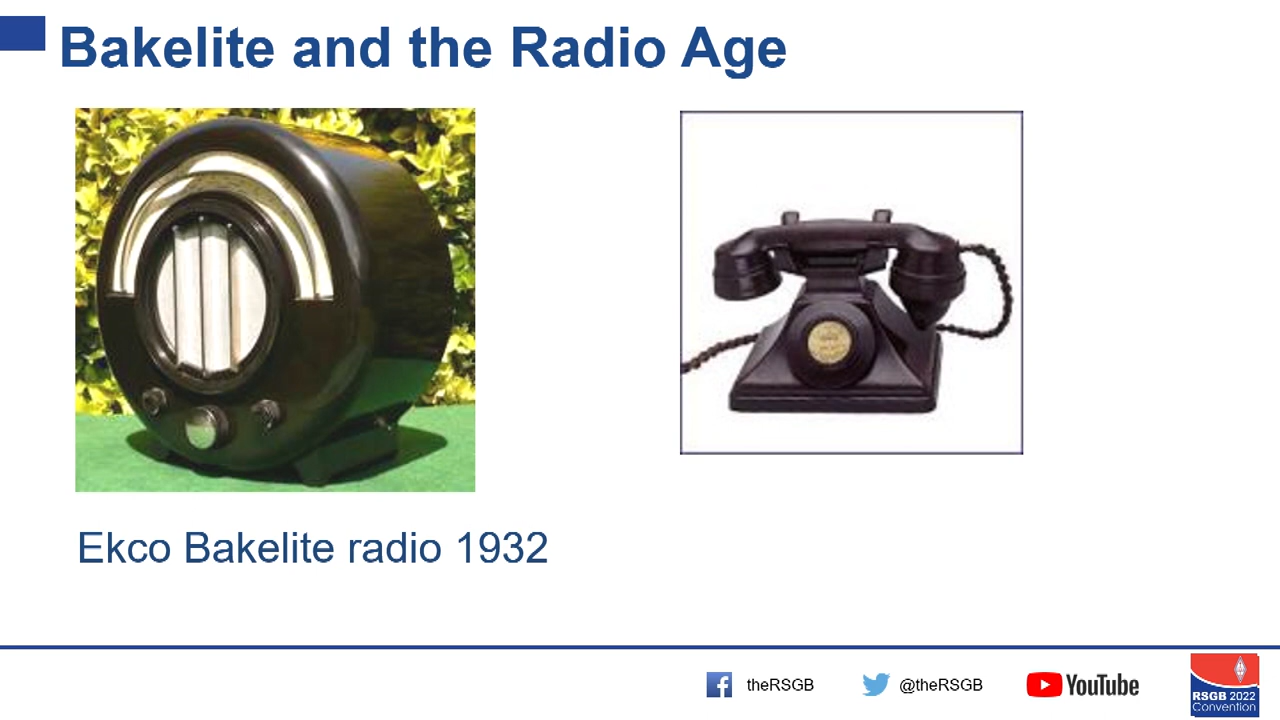 Bakelite and the Radio Age
Ekco Bakelite radio 1932
theRSGB
@theRSGB
YouTube
RSGB 2022
Convention